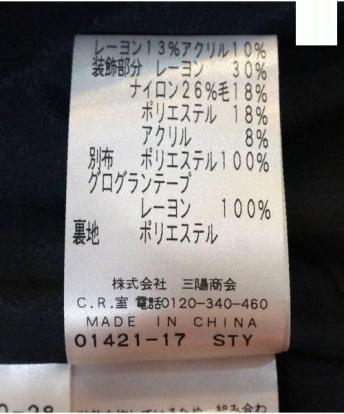 レーヨン13%アクリル10%
装飾部分 レーヨン 30%
ナイロン26%毛18%
ポリエステル 18%
アクリル 8%
別布 ポリエステル100%
グログランテープ
レーヨン 100%
裏地 ポリエステル
株式会社 三陽商会
C.R.室 電話0120-340-460
MADE IN CHINA
01421-17 STY